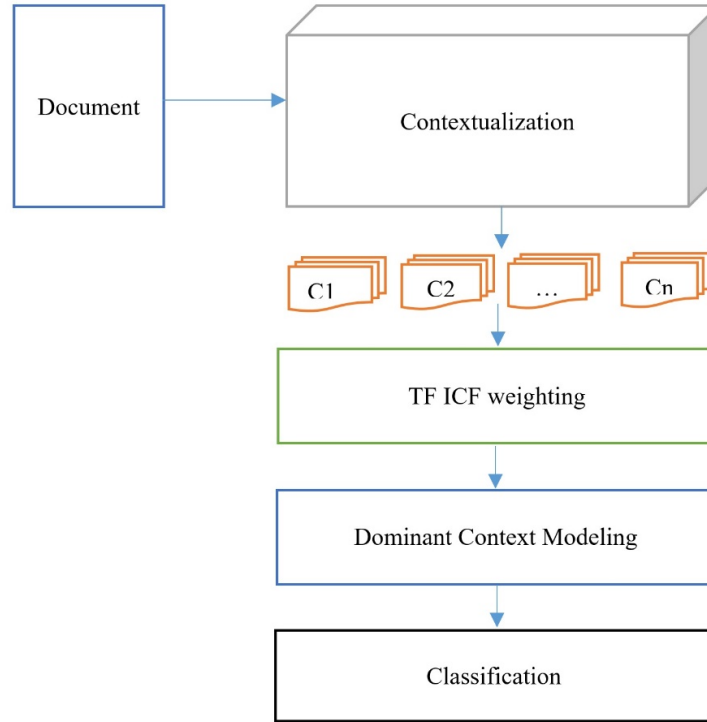 Document
Contextualization
C1
C2
...
Cn
TF ICF weighting
Dominant Context Modeling
Classification